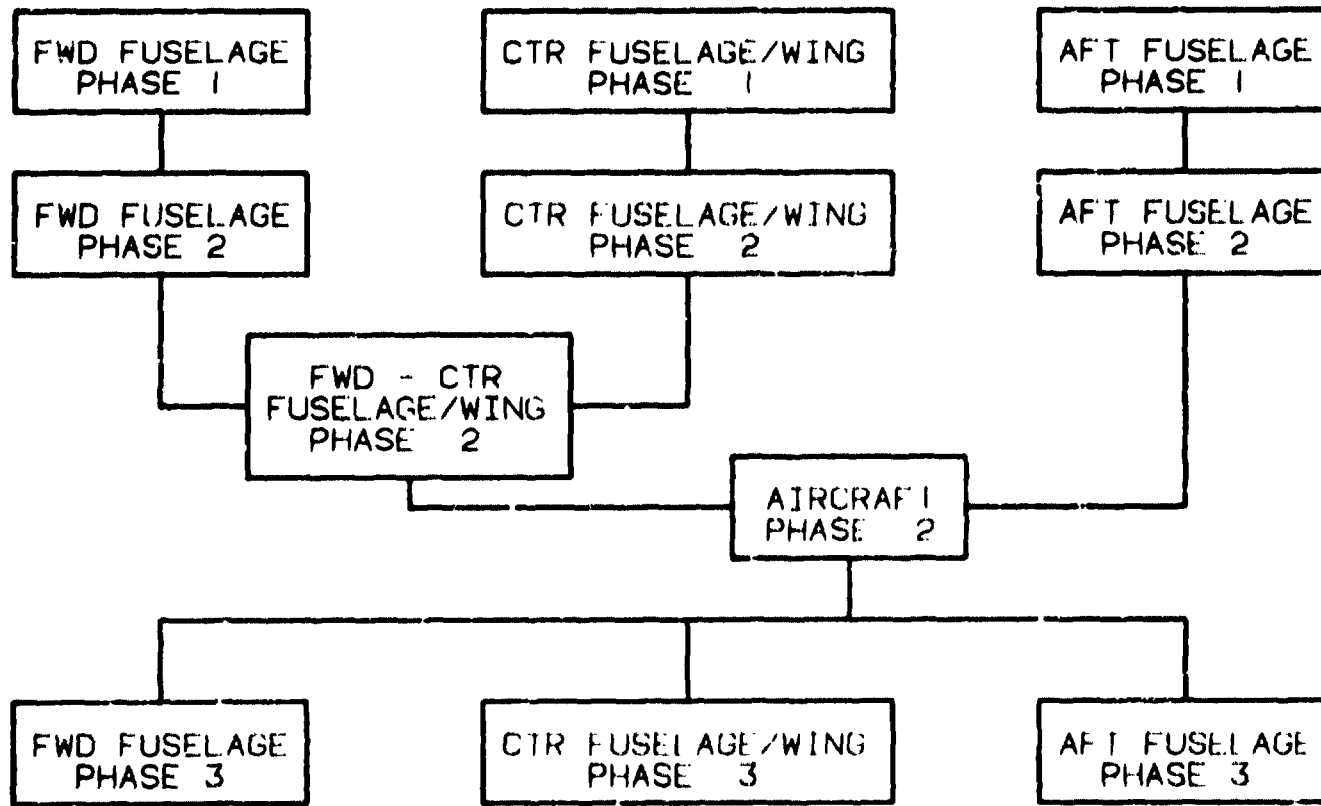 FWD FUSELAGE
PHASE 1
CTR FUSELAGE/WING
PHASE 1
AFT FUSELAGE
PHASE 1
FWD FUSELAGE
PHASE 2
CTR FUSELAGE/WING
PHASE 2
AFT FUSELAGE
PHASE 2
FWD - CTR
FUSELAGE/WING
PHASE 2
AIRCRAFT
PHASE 2
FWD FUSELAGE
PHASE 3
CTR FUSELAGE/WING
PHASE 3
AFT FUSELAGE
PHASE 3